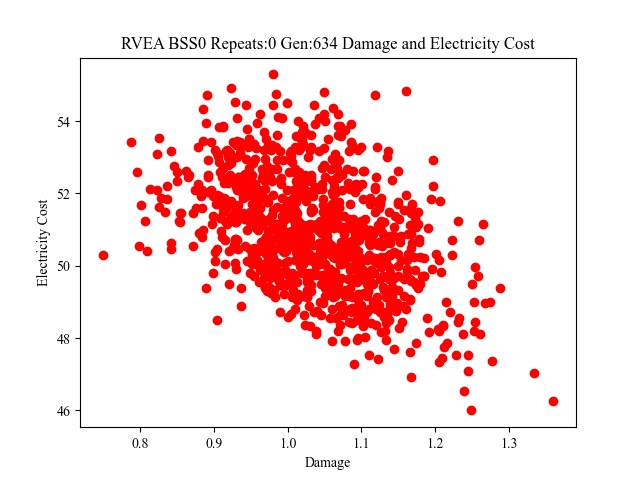 RVEA BSS0 Repeats:0 Gen:634 Damage and Electricity Cost
54
52
50
48
46
Electricity Cost
0.8 0.9 1.0 1.1 1.2 1.3
Damage